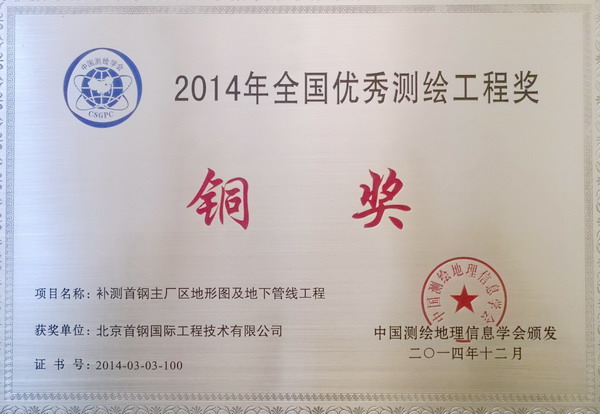 中国测绘学会
CSGPC
2014年全国优秀测绘工程奖
铜 奖
项目名称：补测首钢主厂区地形图及地下管线工程
获奖单位：北京首钢国际工程技术有限公司
证 书 号：2014-03-03-100
中国测绘地理信息学会
中国测绘地理信息学会颁发
二〇一四年十二月